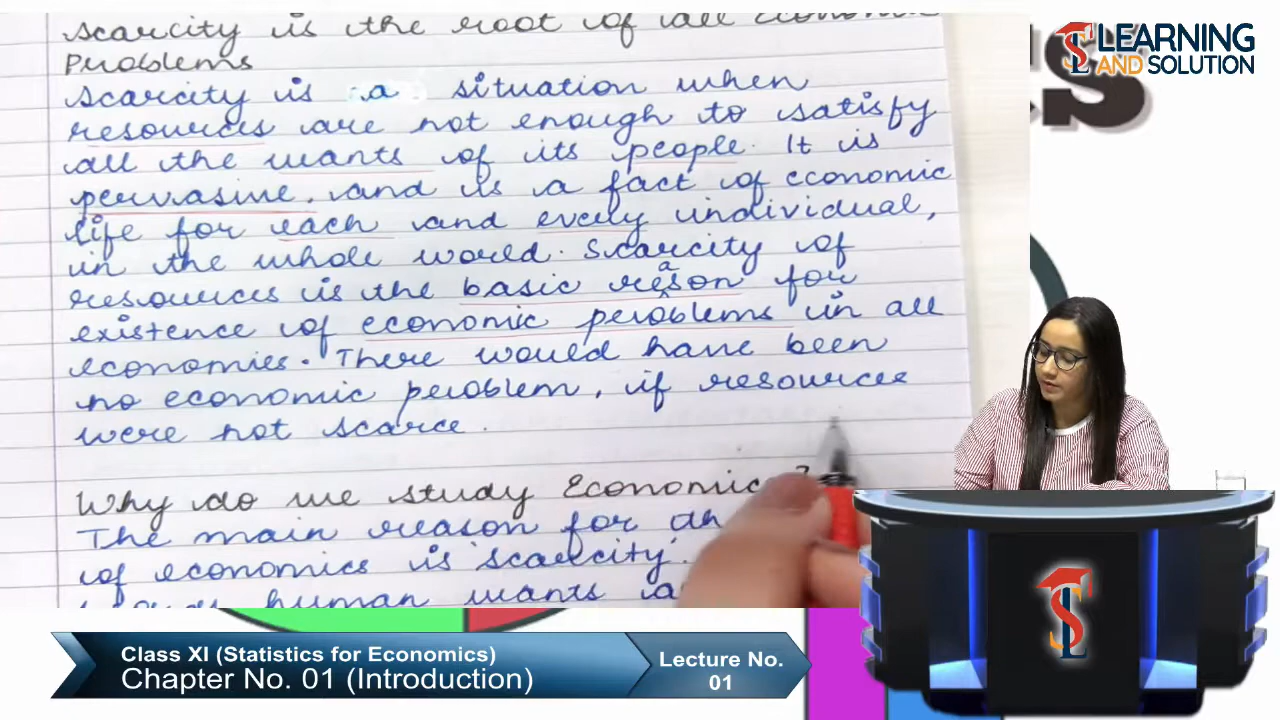 scarcity is the root of all Economic
Problems
scarcity is a situation when
resources are not enough to satisfy
all the wants of its people. It is
pervasive, and is a fact of economic
life for each and every individual,
in the whole world. Scarcity of
resources is the basic reason for
existence of economic problems in all
economies. There would have been
no economic problem, if resources
were not scarce.
Why do we study Economics ?
The main reason for
of economics is 'scarcity'.
human wants
LEARNING
AND SOLUTION
Class XI (Statistics for Economics)
Chapter No. 01 (Introduction)
Lecture No.
01